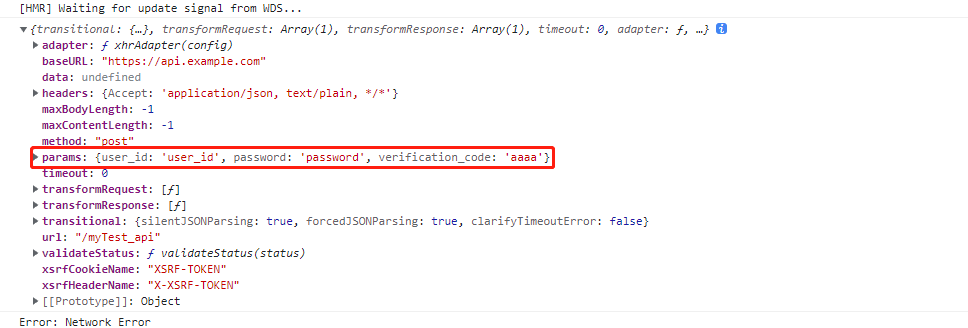 [HMR] Waiting for update signal from WDS...
{transitional: {…}, transformRequest: Array(1), transformResponse: Array(1), timeout: 0, adapter: ƒ, …} i
adapter: ƒ xhrAdapter(config)
baseURL: "https://api.example.com"
data: undefined
headers: {Accept: 'application/json, text/plain, */*'}
maxBodyLength: -1
maxContentLength: -1
method: "post"
params: {user_id: 'user_id', password: 'password', verification_code: 'aaaa'}
timeout: 0
transformRequest: [ƒ]
transformResponse: [ƒ]
transitional: {silentJSONParsing: true, forcedJSONParsing: true, clarifyTimeoutError: false}
url: "/myTest_api"
validateStatus: ƒ validateStatus(status)
xsrfCookieName: "XSRF-TOKEN"
xsrfHeaderName: "X-XSRF-TOKEN"
[[Prototype]]: Object
Error: Network Error